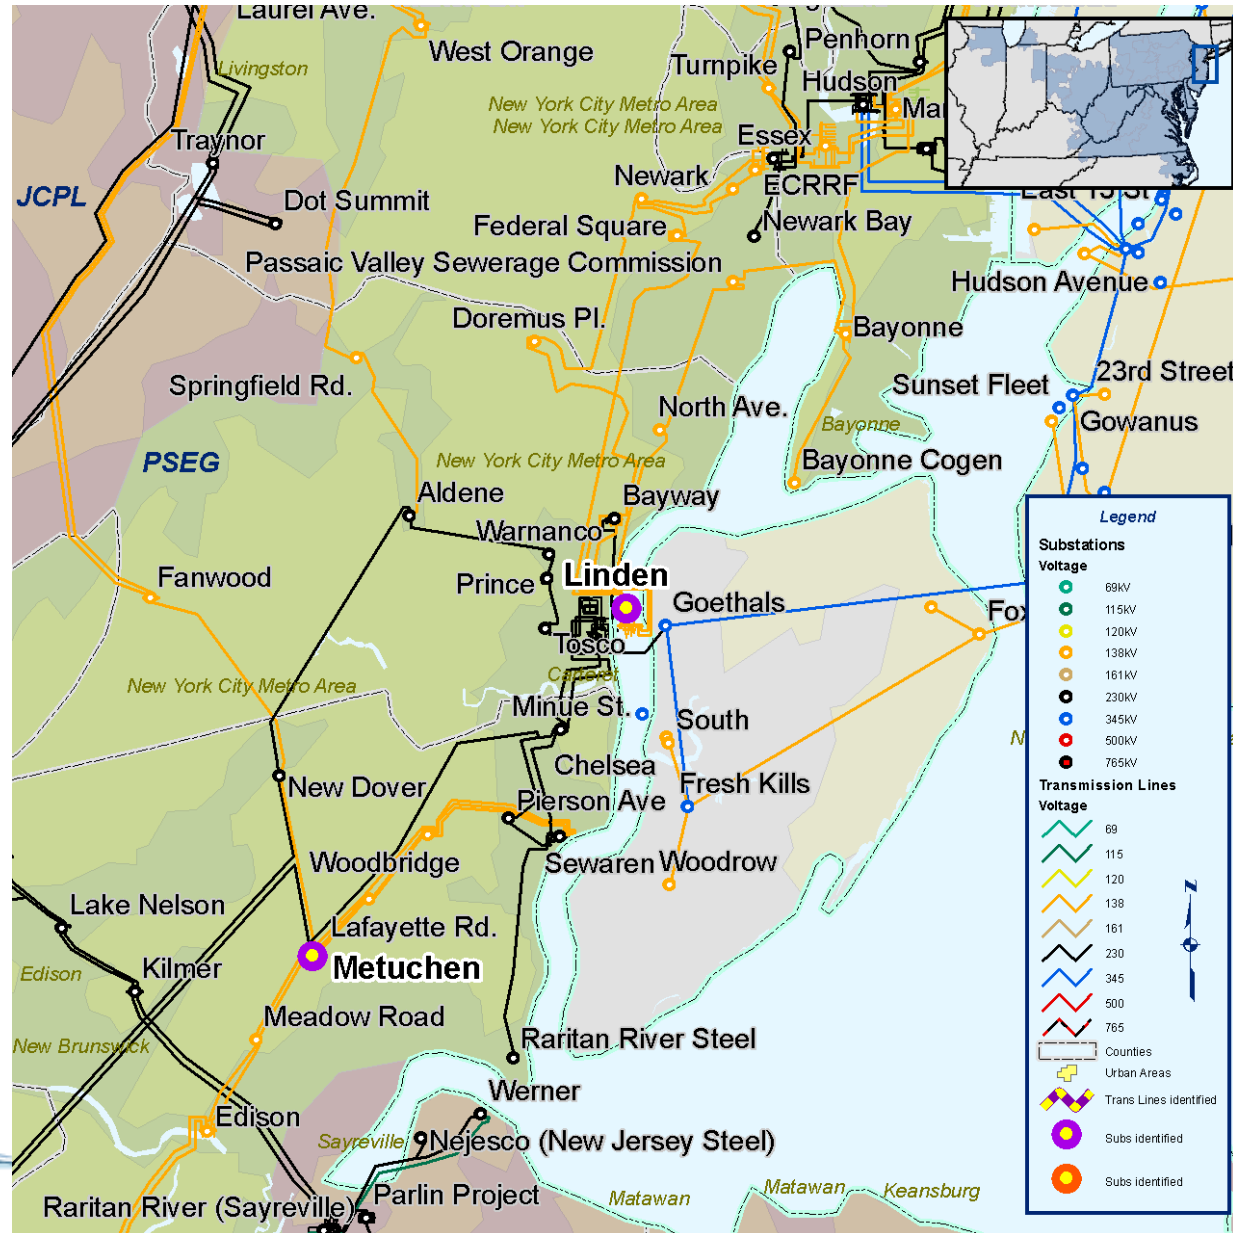 Laurel Ave.
West Orange
Livingston
Turnpike
Penhorn
Hudson
New York City Metro Area
New York City Metro Area
Essex
Traynor
JCPL
Dot Summit
Newark
ECRRF
East 13 St
Federal Square
Newark Bay
Passaic Valley Sewerage Commission
Hudson Avenue
Doremus Pl.
Bayonne
Springfield Rd.
Sunset Fleet
23rd Street
North Ave.
Bayonne
Gowanus
PSEG
New York City Metro Area
Bayonne Cogen
Aldene
Bayway
Warnanco
Fanwood
Prince
Linden
Goethals
Fox
Tosco
Carteret
New York City Metro Area
Minue St.
South
Chelsea
New Dover
Pierson Ave
Fresh Kills
Woodbridge
Sewaren
Woodrow
Lake Nelson
Lafayette Rd.
Edison
Kilmer
Metuchen
Meadow Road
New Brunswick
Raritan River Steel
Werner
Edison
Sayreville
Nejesco (New Jersey Steel)
Raritan River (Sayreville)
Parlin Project
Matawan
Matawan
Keansburg
Legend
Substations
Voltage
69kV
115kV
120kV
138kV
161kV
230kV
345kV
500kV
765kV
Transmission Lines
Voltage
69
115
120
138
161
230
345
500
765
Counties
Urban Areas
Trans Lines identified
Subs identified
Subs identified
N